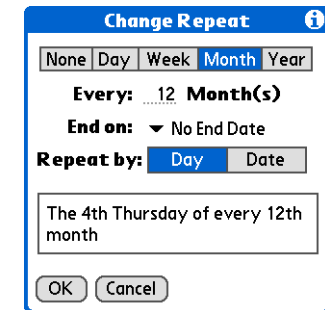 Change Repeat i
None Day Week Month Year
Every: 12 Month(s)
End on: No End Date
Repeat by: Day Date
The 4th Thursday of every 12th
month
OK Cancel